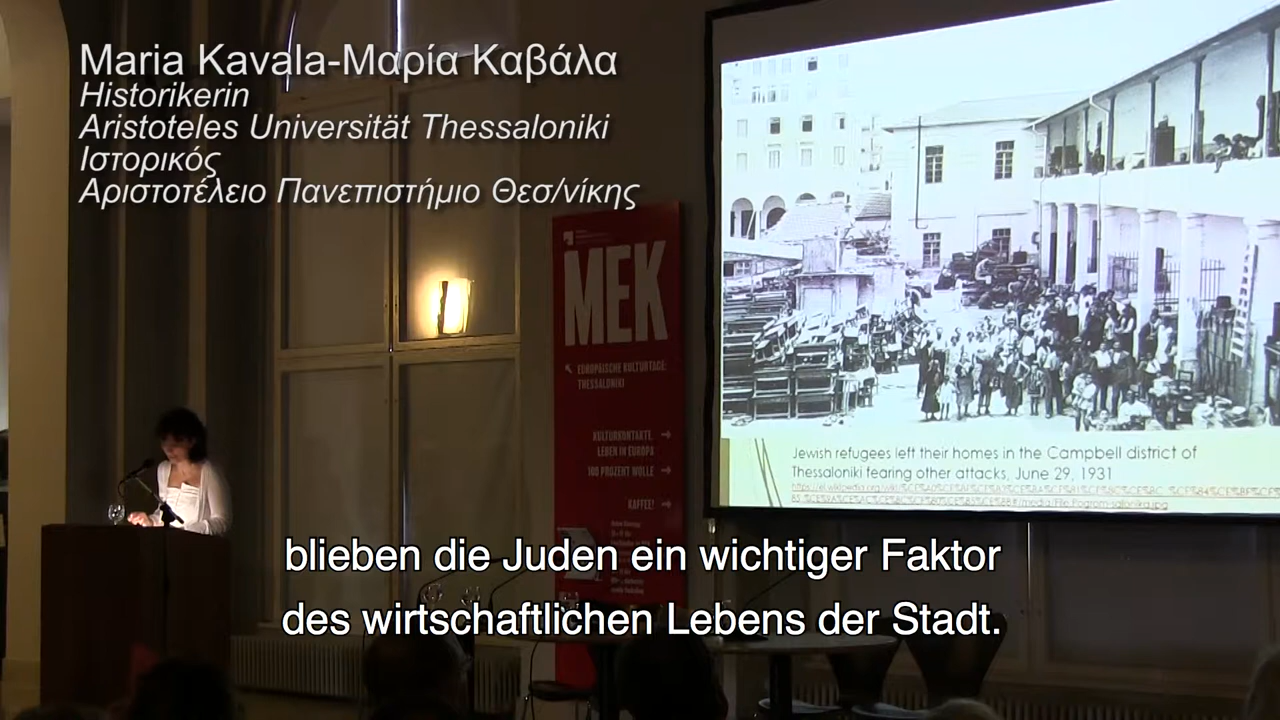 Maria Kavala-Μαρία Καβάλα
Historikerin
Aristoteles Universität Thessaloniki
Ιστορικός
Αριστοτέλειο Πανεπιστήμιο Θεσ/νίκης
MEK
EUROPÄISCHE KULTURTAGE:
THESSALONIKI
KULTURKONTAKTE.
LEBEN IN EUROPA
100 PROZENT WOLLE
KAFFEE!
Jewish refugees left their homes in the Campbell district of
Thessaloniki fearing other attacks, June 29, 1931
blieben die Juden ein wichtiger Faktor
des wirtschaftlichen Lebens der Stadt.